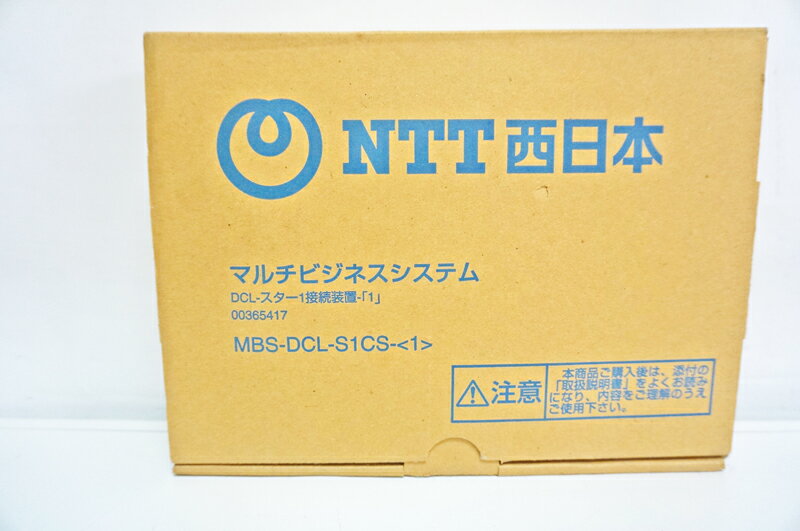 NTT西日本
マルチビジネスシステム
DCL-スター1接続装置-「1」
00365417
MBS-DCL-S1CS-<1>
注意
本商品ご購入後は、添付の
「取扱説明書」をよくお読み
になり、内容をご理解のうえ
ご使用下さい。